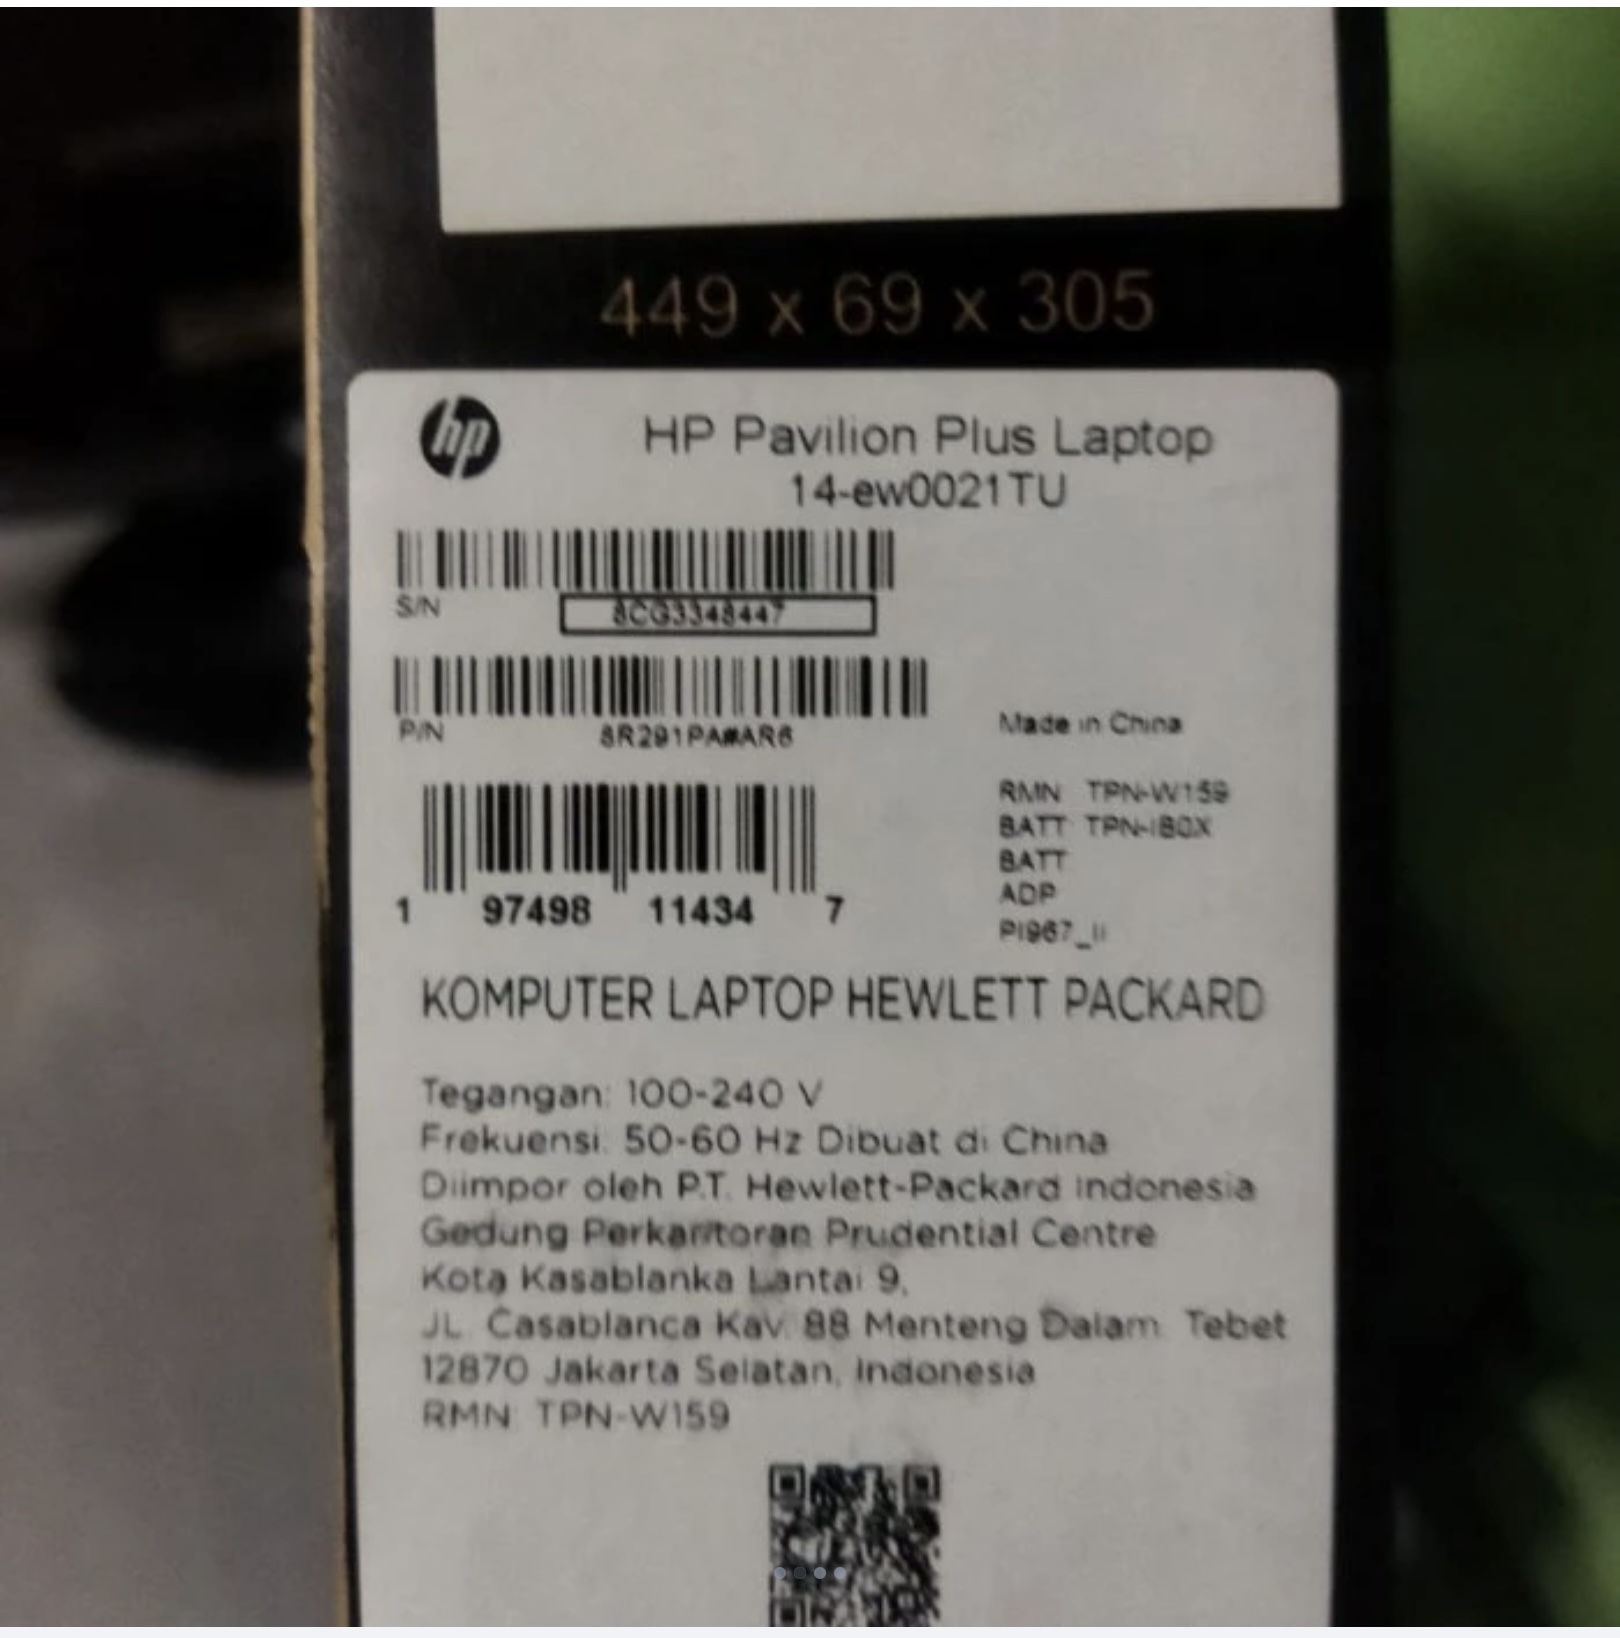 449 x 69 x 305
hp
HP Pavilion Plus Laptop
14-ew0021TU
S/N
8CG3348447
P/N
8R291PA#AR6
Made in China
RMN TPN-W159
BATT TPN-IB0X
BATT
ADP
PI967_II
1 97498 11434 7
KOMPUTER LAPTOP HEWLETT PACKARD
Tegangan: 100-240 V
Frekuensi: 50-60 Hz Dibuat di China
Diimpor oleh P.T. Hewlett-Packard Indonesia
Gedung Perkantoran Prudential Centre
Kota Kasablanka Lantai 9,
JL. Casablanca Kav. 88 Menteng Dalam. Tebet
12870 Jakarta Selatan, Indonesia
RMN: TPN-W159